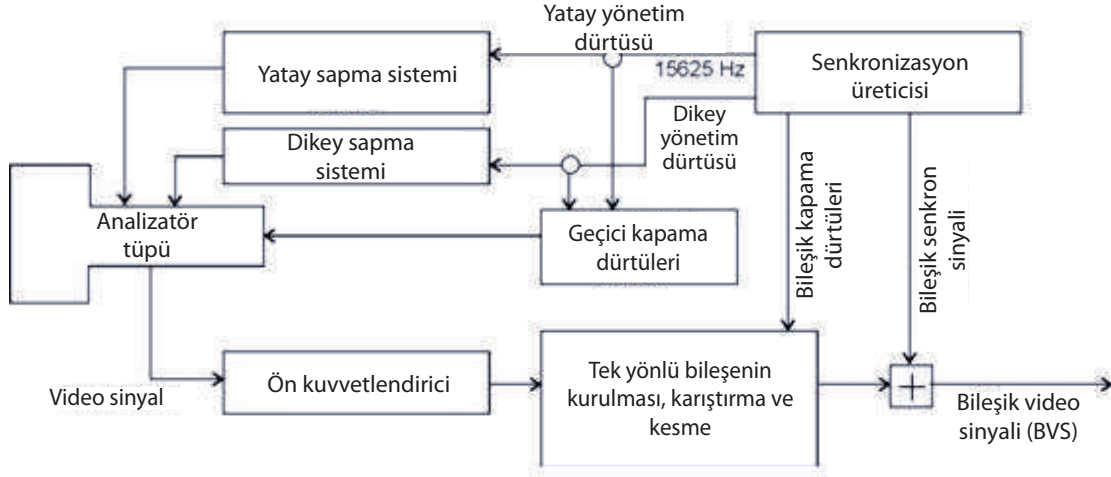 Yatay yönetim
dürtüsü
Yatay sapma sistemi
15625 Hz
Senkronizasyon
üreticisi
Dikey sapma
sistemi
Dikey
yönetim
dürtüsü
Analizatör
tüpü
Geçici kapama
dürtüleri
Bileşik kapama
dürtüleri
Bileşik senkron
sinyali
Video sinyal
Ön kuvvetlendirici
Tek yönlü bileşenin
kurulması, karıştırma ve
kesme
+
Bileşik video
sinyali (BVS)